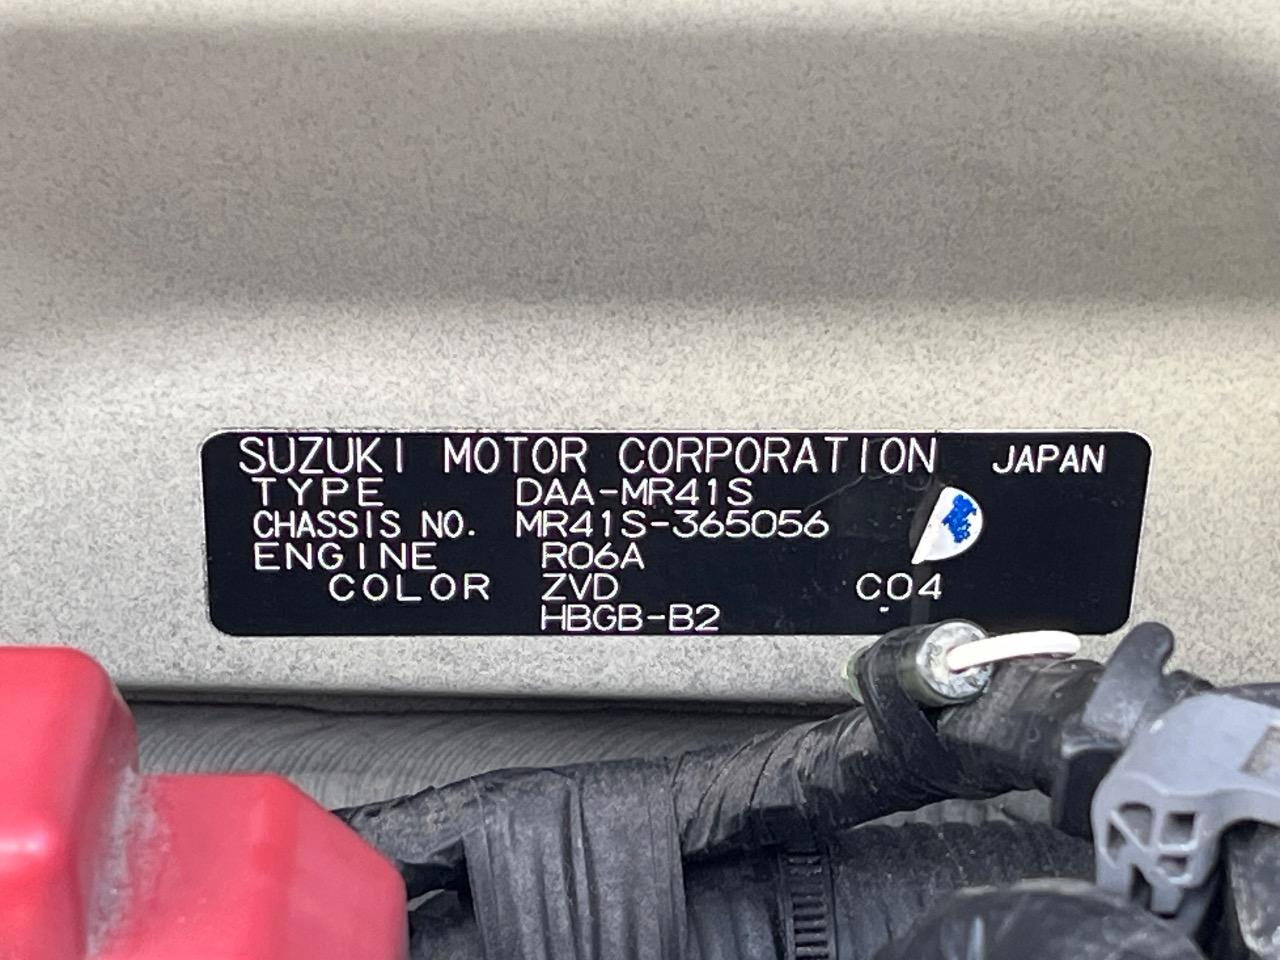 SUZUKI MOTOR CORPORATION JAPAN
TYPE DAA-MR41S
CHASSIS NO. MR41S-365056
ENGINE R06A
COLOR ZVD C04
HBGB-B2